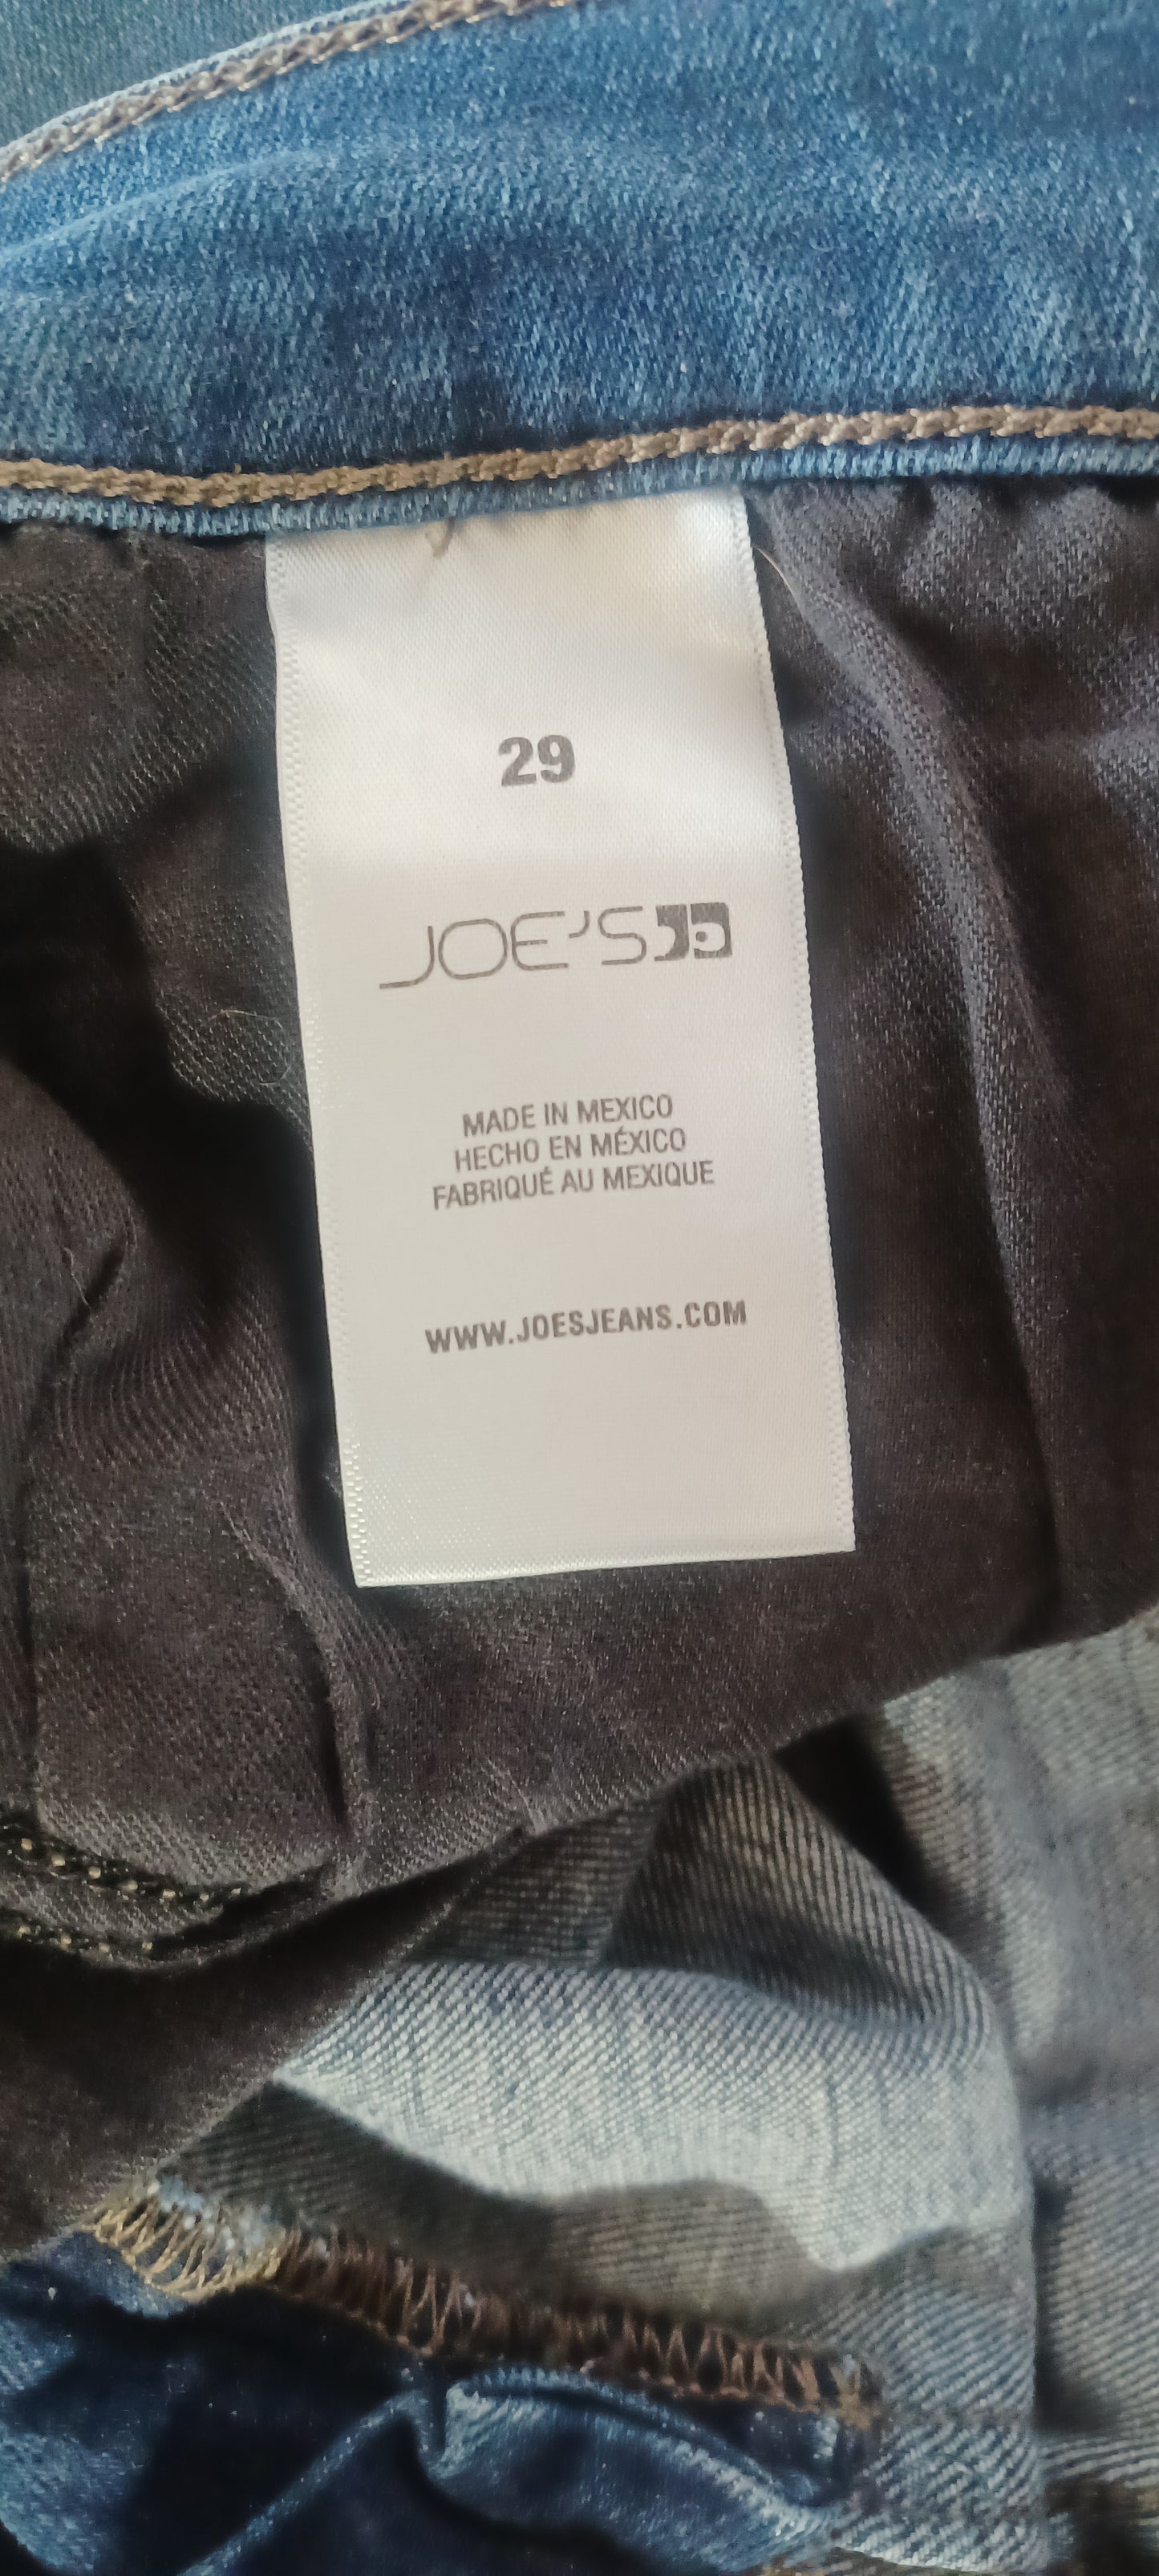 29
JOE'S
MADE IN MEXICO
HECHO EN MÉXICO
FABRIQUÉ AU MEXIQUE
WWW.JOESJEANS.COM